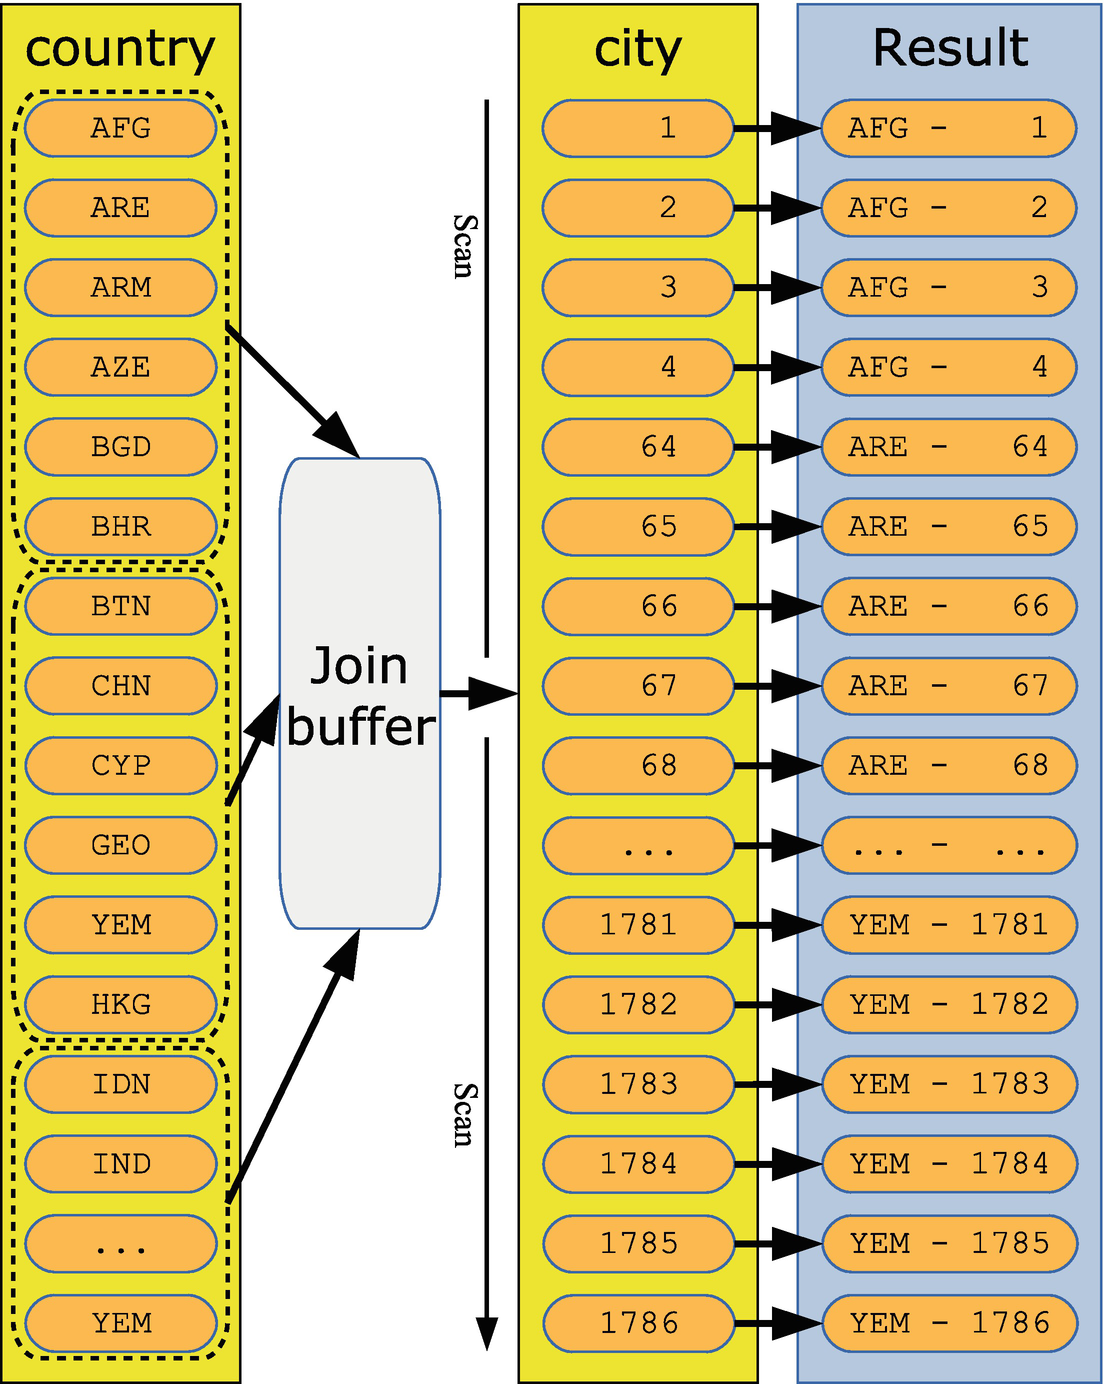 country
AFG
ARE
ARM
AZE
BGD
BHR
BTN
CHN
CYP
GEO
YEM
HKG
IDN
IND
...
YEM
Join
buffer
Scan
Scan
city
1
2
3
4
64
65
66
67
68
...
1781
1782
1783
1784
1785
1786
Result
AFG - 1
AFG - 2
AFG - 3
AFG - 4
ARE - 64
ARE - 65
ARE - 66
ARE - 67
ARE - 68
... - ...
YEM - 1781
YEM - 1782
YEM - 1783
YEM - 1784
YEM - 1785
YEM - 1786